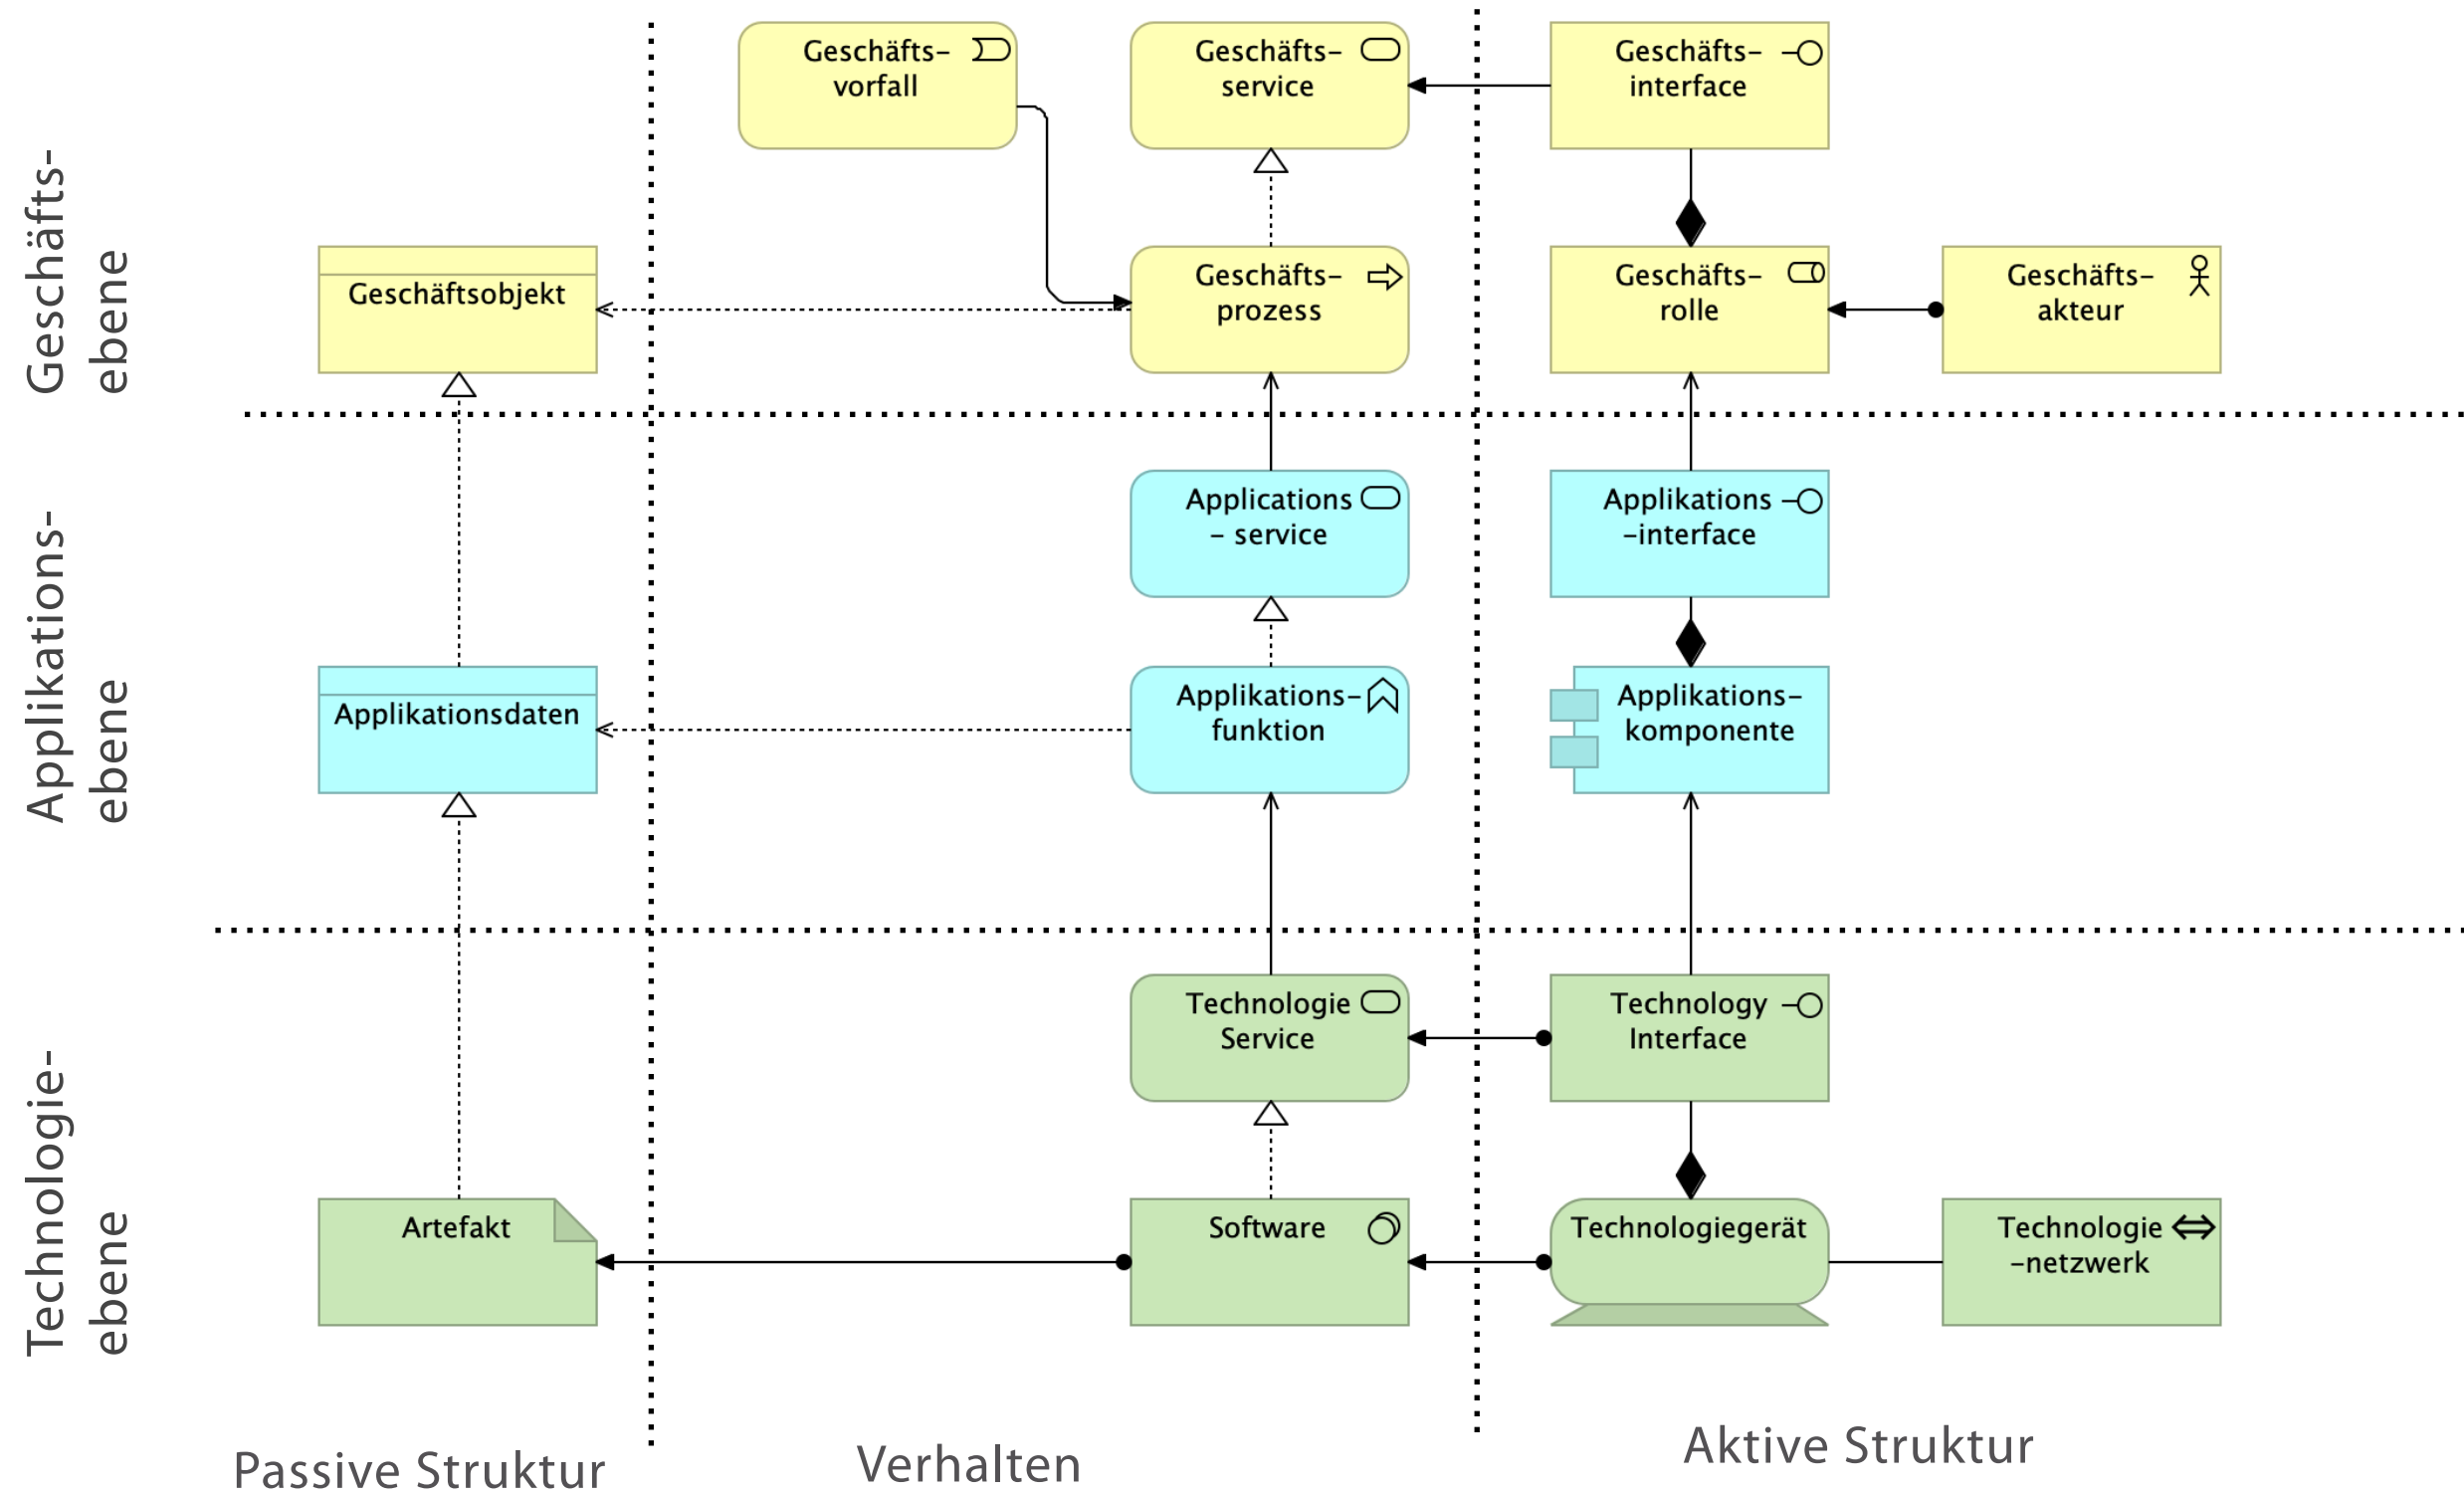 Geschäfts-
vorfall
Geschäfts-
service
Geschäfts-
interface
Geschäfts-
ebene
Geschäftsobjekt
Geschäfts-
prozess
Geschäfts-
rolle
Geschäfts-
akteur
Applications
- service
Applikations
-interface
Applikations-
ebene
Applikationsdaten
Applikations-
funktion
Applikations-
komponente
Technologie
Service
Technology
Interface
Technologie-
ebene
Artefakt
Software
Technologiegerät
Technologie
-netzwerk
Passive Struktur
Verhalten
Aktive Struktur